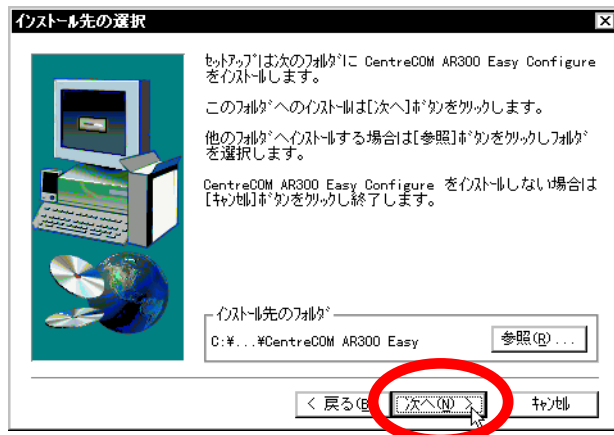 インストール先の選択
セットアップは次のフォルダに CentreCOM AR300 Easy Configure
をインストールします。
このフォルダへのインストールは[次へ]ボタンをクリックします。
他のフォルダへインストールする場合は[参照]ボタンをクリックしフォルダ
を選択します。
CentreCOM AR300 Easy Configure をインストールしない場合は
[キャンセル]ボタンをクリックし終了します。
インストール先のフォルダ
C:¥...¥CentreCOM AR300 Easy
参照(R)...
< 戻る(B
次へ(N) >
キャンセル